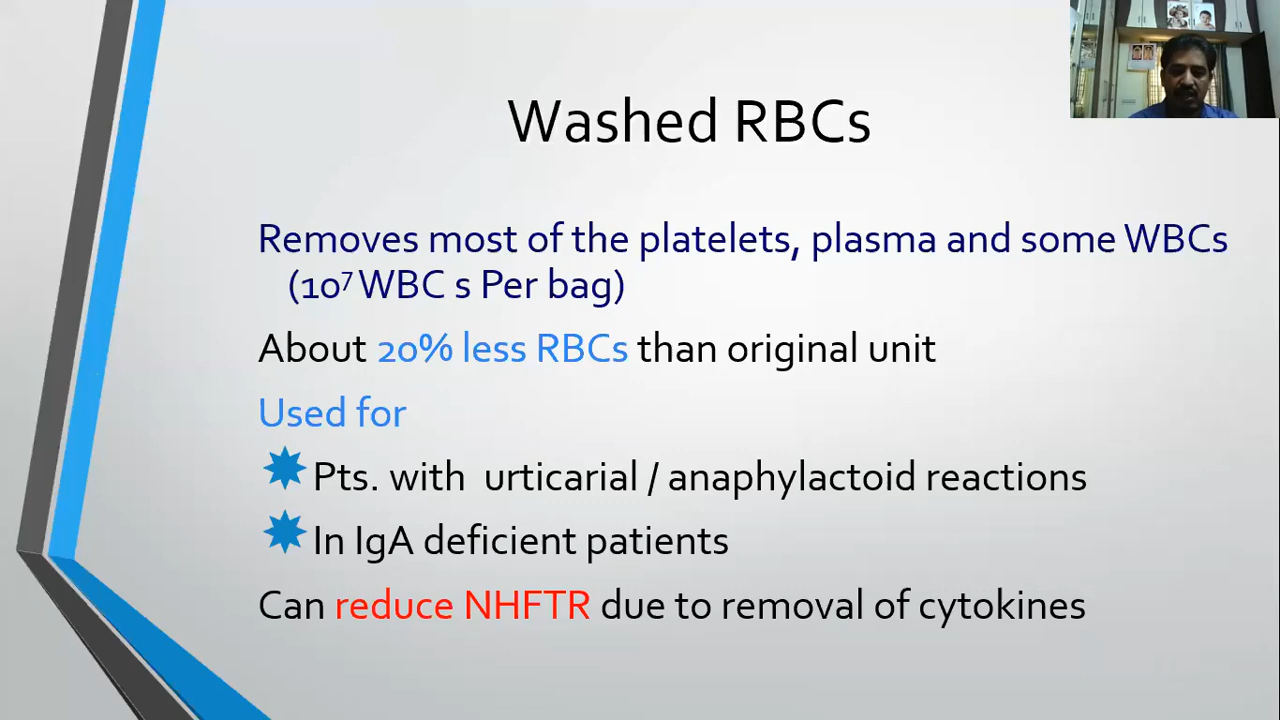 Washed RBCs
Removes most of the platelets, plasma and some WBCs
(10⁷ WBC s Per bag)
About 20% less RBCs than original unit
Used for
Pts. with urticarial / anaphylactoid reactions
In IgA deficient patients
Can reduce NHFTR due to removal of cytokines